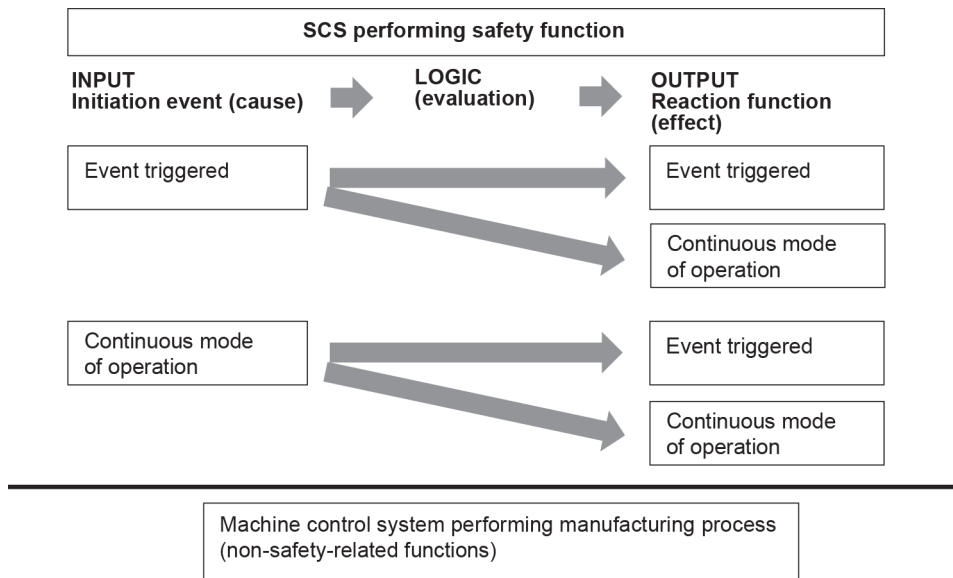 SCS performing safety function
INPUT
Initiation event (cause)
LOGIC
(evaluation)
OUTPUT
Reaction function
(effect)
Event triggered
Event triggered
Continuous mode
of operation
Continuous mode
of operation
Event triggered
Continuous mode
of operation
Machine control system performing manufacturing process
(non-safety-related functions)